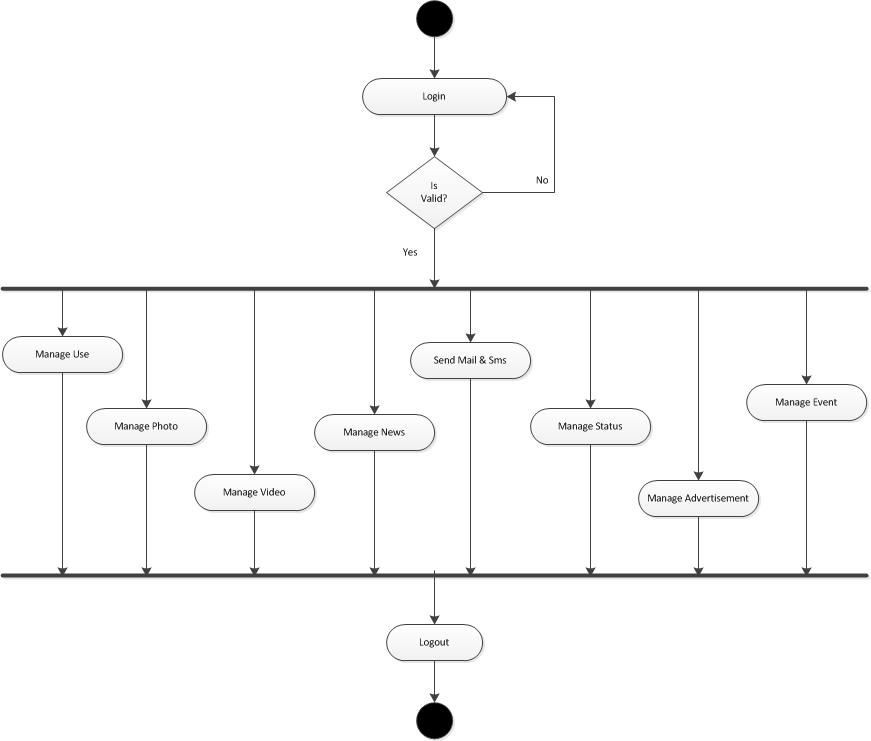 Login
Is
Valid?
No
Yes
Manage Use
Send Mail & Sms
Manage Event
Manage Photo
Manage News
Manage Status
Manage Video
Manage Advertisement
Logout